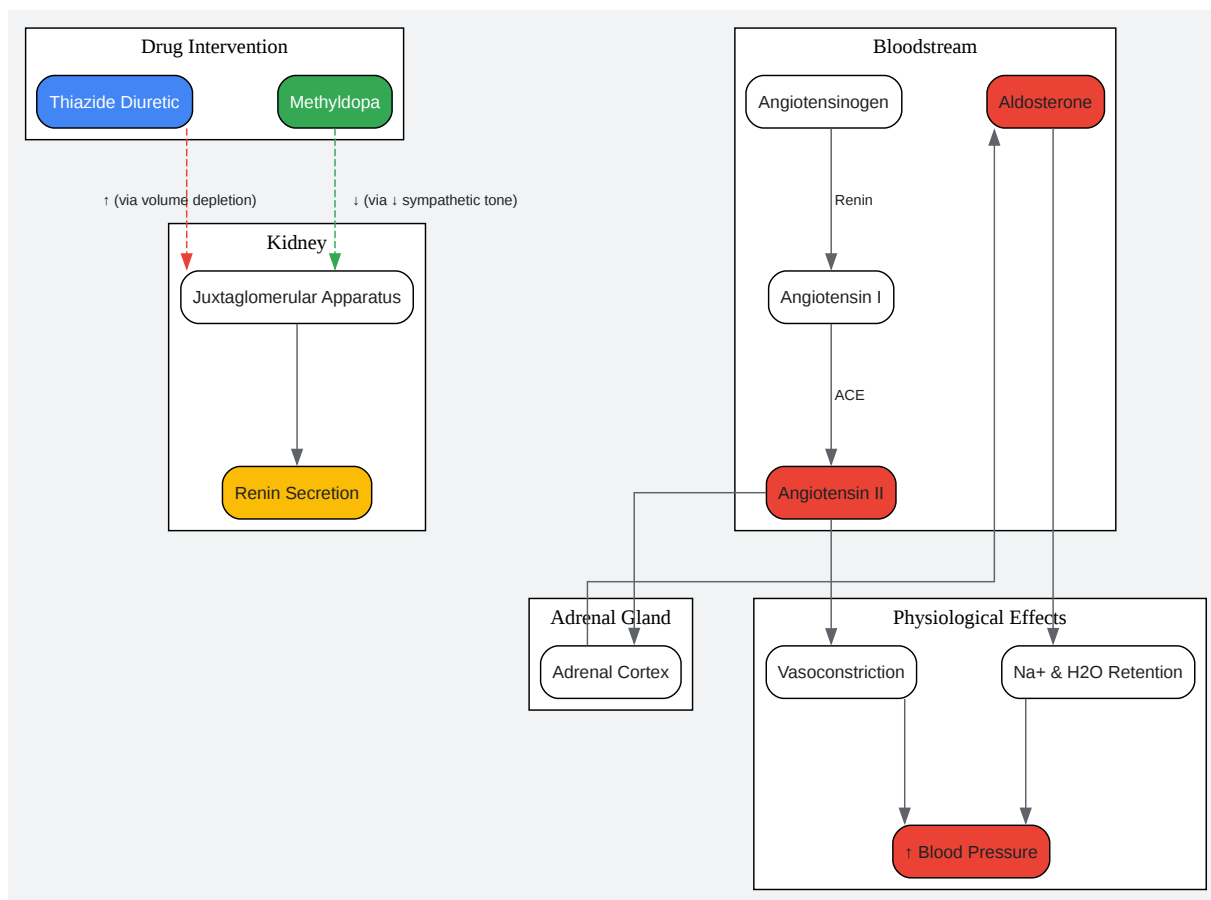 Drug Intervention
Thiazide Diuretic
Methyldopa
↑ (via volume depletion)
↓ (via ↓ sympathetic tone)
Kidney
Juxtaglomerular Apparatus
Renin Secretion
Bloodstream
Angiotensinogen
Aldosterone
Renin
Angiotensin I
ACE
Angiotensin II
Adrenal Gland
Adrenal Cortex
Physiological Effects
Vasoconstriction
Na+ & H2O Retention
↑ Blood Pressure